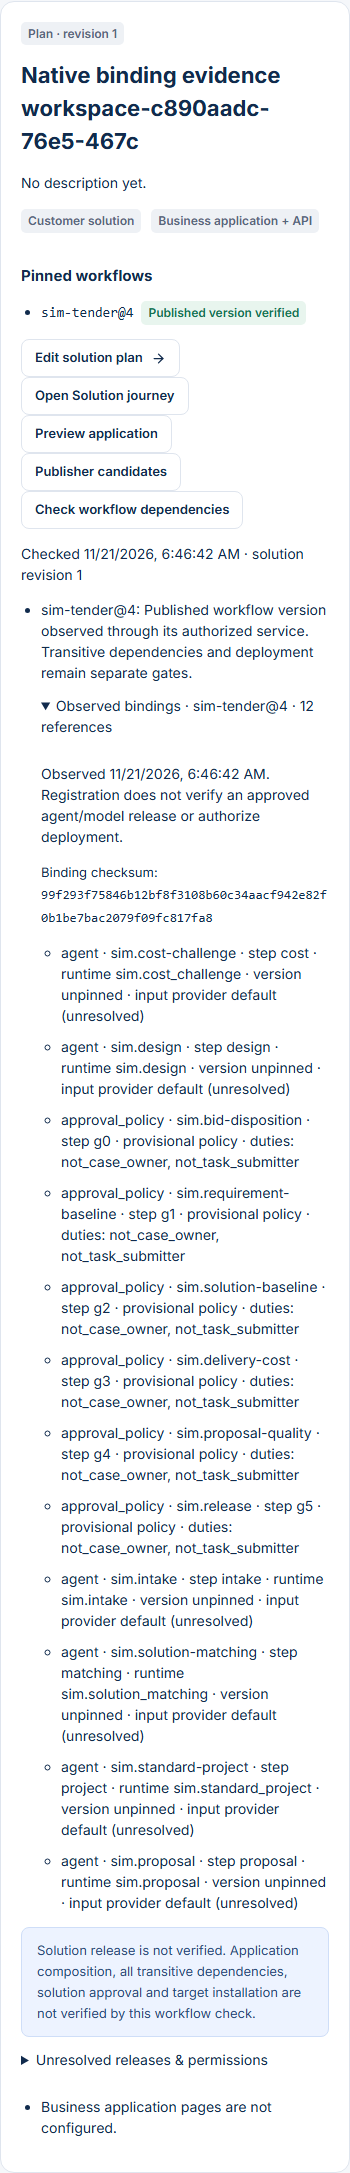 Plan · revision 1
Native binding evidence
workspace-c890aadc-
76e5-467c
No description yet.
Customer solution Business application + API
Pinned workflows
• sim-tender@4 Published version verified
Edit solution plan →
Open Solution journey
Preview application
Publisher candidates
Check workflow dependencies
Checked 11/21/2026, 6:46:42 AM · solution
revision 1
• sim-tender@4: Published workflow version
observed through its authorized service.
Transitive dependencies and deployment
remain separate gates.
▼ Observed bindings · sim-tender@4 · 12
references
Observed 11/21/2026, 6:46:42 AM.
Registration does not verify an approved
agent/model release or authorize
deployment.
Binding checksum:
99f293f75846b12bf8f3108b60c34aacf942e82f
0b1be7bac2079f09fc817fa8
◦ agent · sim.cost-challenge · step cost ·
runtime sim.cost_challenge · version
unpinned · input provider default
(unresolved)
◦ agent · sim.design · step design ·
runtime sim.design · version unpinned ·
input provider default (unresolved)
◦ approval_policy · sim.bid-disposition ·
step g0 · provisional policy · duties:
not_case_owner, not_task_submitter
◦ approval_policy · sim.requirement-
baseline · step g1 · provisional policy ·
duties: not_case_owner,
not_task_submitter
◦ approval_policy · sim.solution-baseline ·
step g2 · provisional policy · duties:
not_case_owner, not_task_submitter
◦ approval_policy · sim.delivery-cost ·
step g3 · provisional policy · duties:
not_case_owner, not_task_submitter
◦ approval_policy · sim.proposal-quality ·
step g4 · provisional policy · duties:
not_case_owner, not_task_submitter
◦ approval_policy · sim.release · step g5 ·
provisional policy · duties:
not_case_owner, not_task_submitter
◦ agent · sim.intake · step intake · runtime
sim.intake · version unpinned · input
provider default (unresolved)
◦ agent · sim.solution-matching · step
matching · runtime
sim.solution_matching · version
unpinned · input provider default
(unresolved)
◦ agent · sim.standard-project · step
project · runtime sim.standard_project ·
version unpinned · input provider
default (unresolved)
◦ agent · sim.proposal · step proposal ·
runtime sim.proposal · version unpinned
· input provider default (unresolved)
Solution release is not verified. Application
composition, all transitive dependencies,
solution approval and target installation are
not verified by this workflow check.
▶ Unresolved releases & permissions
• Business application pages are not
configured.